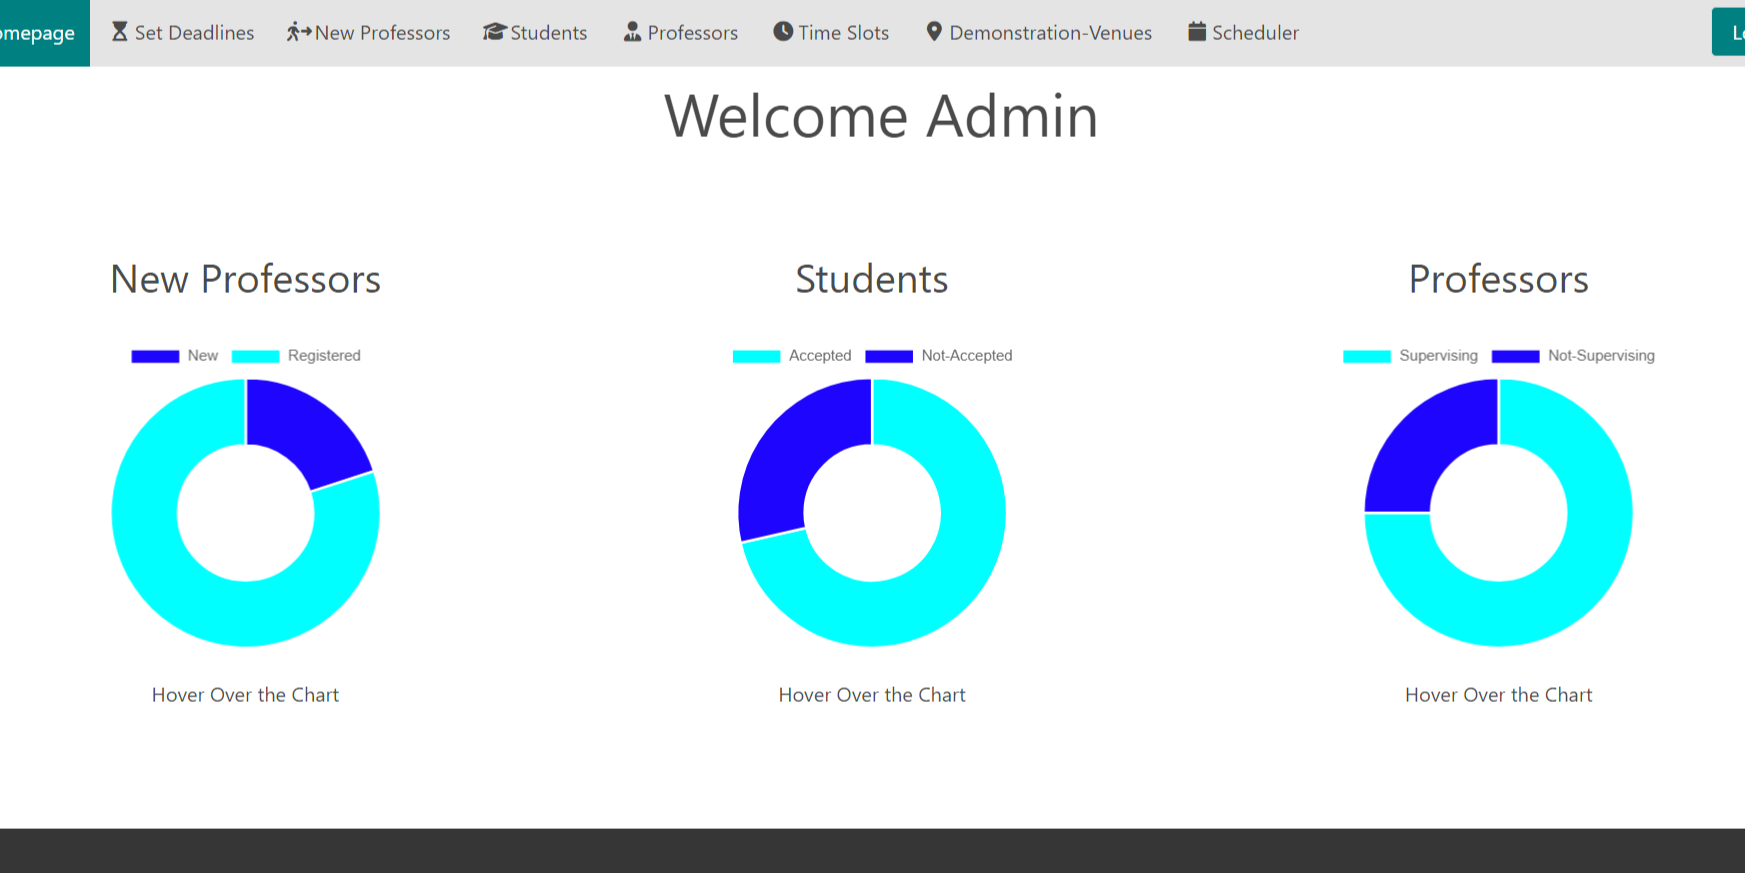 omepage Set Deadlines New Professors Students Professors Time Slots Demonstration-Venues Scheduler
Welcome Admin
New Professors Students Professors
New Registered Accepted Not-Accepted Supervising Not-Supervising
Hover Over the Chart Hover Over the Chart Hover Over the Chart